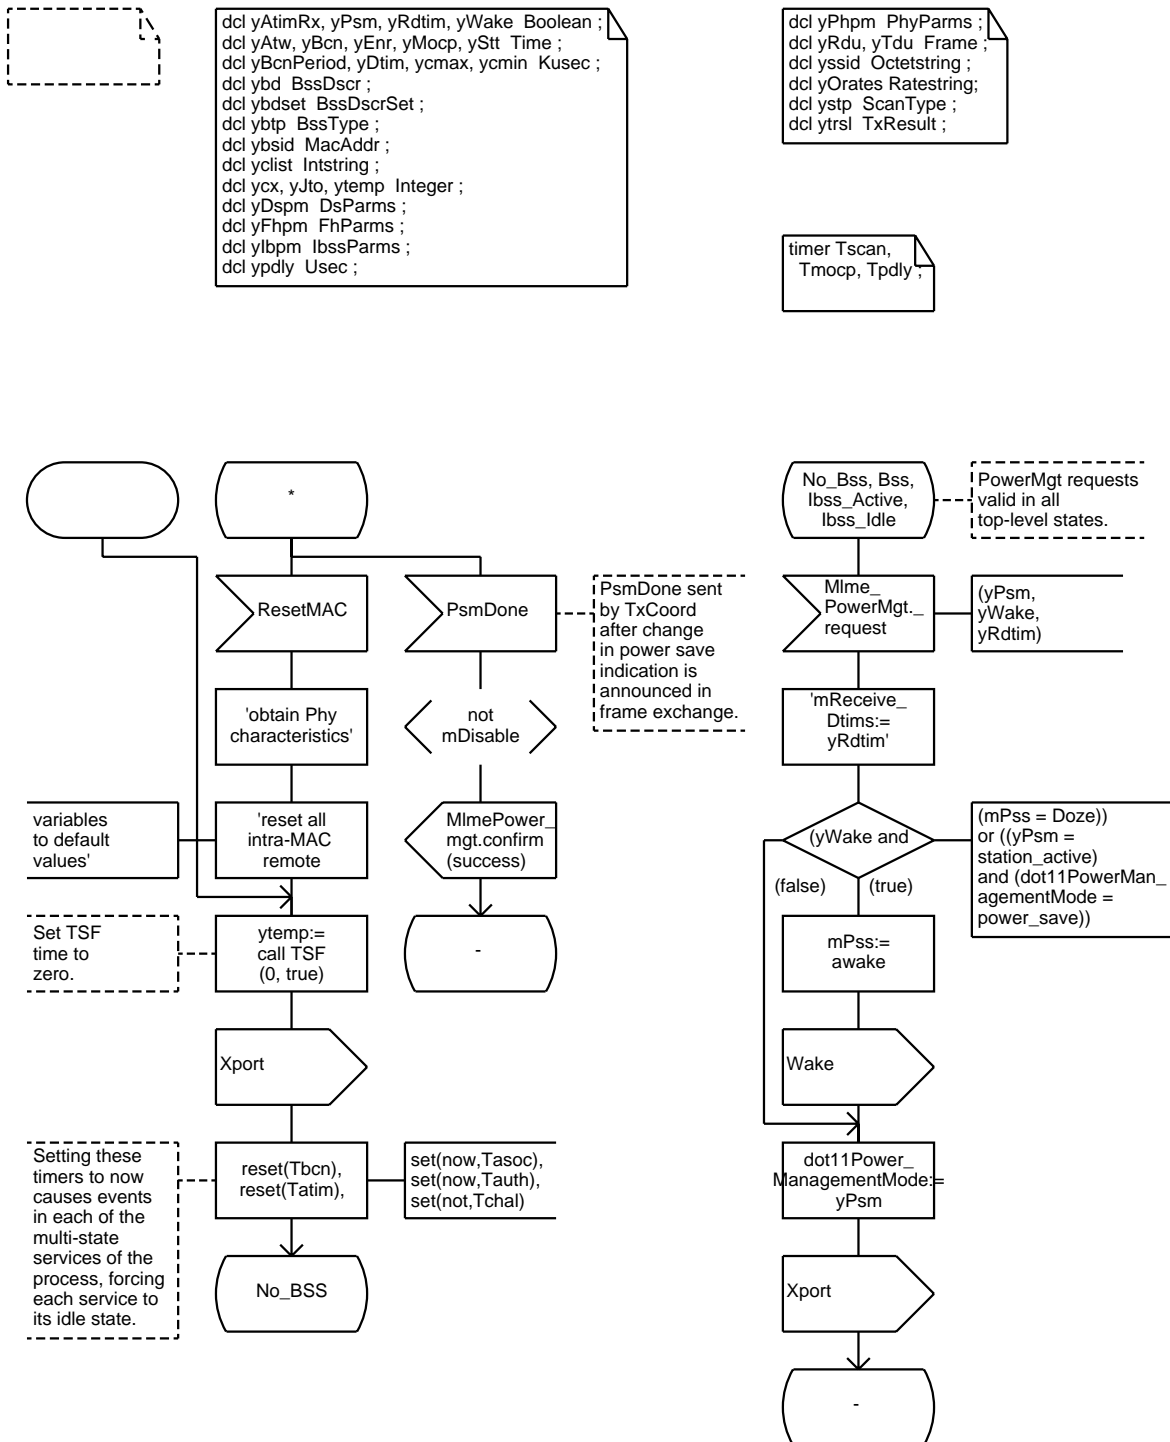 dcl yAtimRx, yPsm, yRdtim, yWake  Boolean ;
dcl yAtw, yBcn, yEnr, yMocp, yStt  Time ;
dcl yBcnPeriod, yDtim, ycmax, ycmin  Kusec ;
dcl ybd  BssDscr ;
dcl ybdset  BssDscrSet ;
dcl ybtp  BssType ;
dcl ybsid  MacAddr ;
dcl yclist  Intstring ;
dcl ycx, yJto, ytemp  Integer ;
dcl yDspm  DsParms ;
dcl yFhpm  FhParms ;
dcl yIbpm  IbssParms ;
dcl ypdly  Usec ;
dcl yPhpm  PhyParms ;
dcl yRdu, yTdu  Frame ;
dcl yssid  Octetstring ;
dcl yOrates Ratestring;
dcl ystp  ScanType ;
dcl ytrsl  TxResult ;
timer Tscan,
Tmocp, Tpdly ;
*
ResetMAC
'obtain Phy
characteristics'
'reset all
intra-MAC
remote
variables
to default
values'
ytemp:=
call TSF
(0, true)
Set TSF
time to
zero.
Xport
reset(Tbcn),
reset(Tatim),
set(now,Tasoc),
set(now,Tauth),
set(not,Tchal)
Setting these
timers to now
causes events
in each of the
multi-state
services of the
process, forcing
each service to
its idle state.
No_BSS
PsmDone
PsmDone sent
by TxCoord
after change
in power save
indication is
announced in
frame exchange.
not
mDisable
MlmePower_
mgt.confirm
(success)
-
No_Bss, Bss,
Ibss_Active,
Ibss_Idle
PowerMgt requests
valid in all
top-level states.
Mlme_
PowerMgt._
request
(yPsm,
yWake,
yRdtim)
'mReceive_
Dtims:=
yRdtim'
(yWake and
(mPss = Doze))
or ((yPsm =
station_active)
and (dot11PowerMan_
agementMode =
power_save))
(false)
(true)
mPss:=
awake
Wake
dot11Power_
ManagementMode:=
yPsm
Xport
-